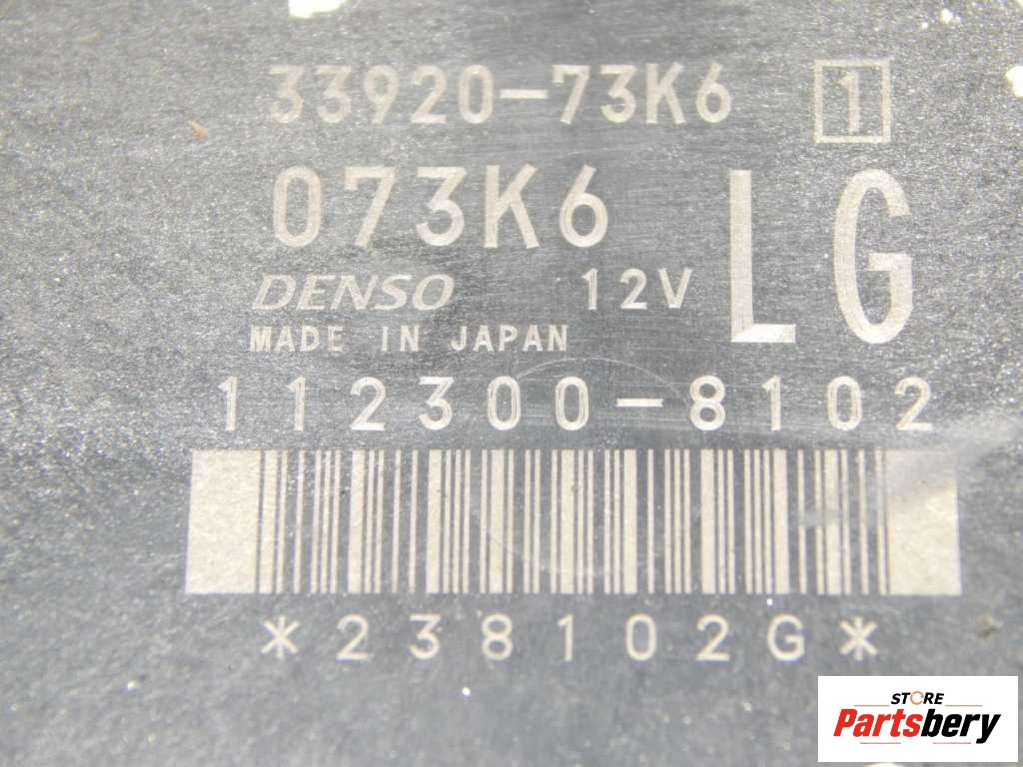 33920-73K6 1
073K6 LG
DENSO 12V
MADE IN JAPAN
112300-8102
*238102G*
STORE
Partsbery